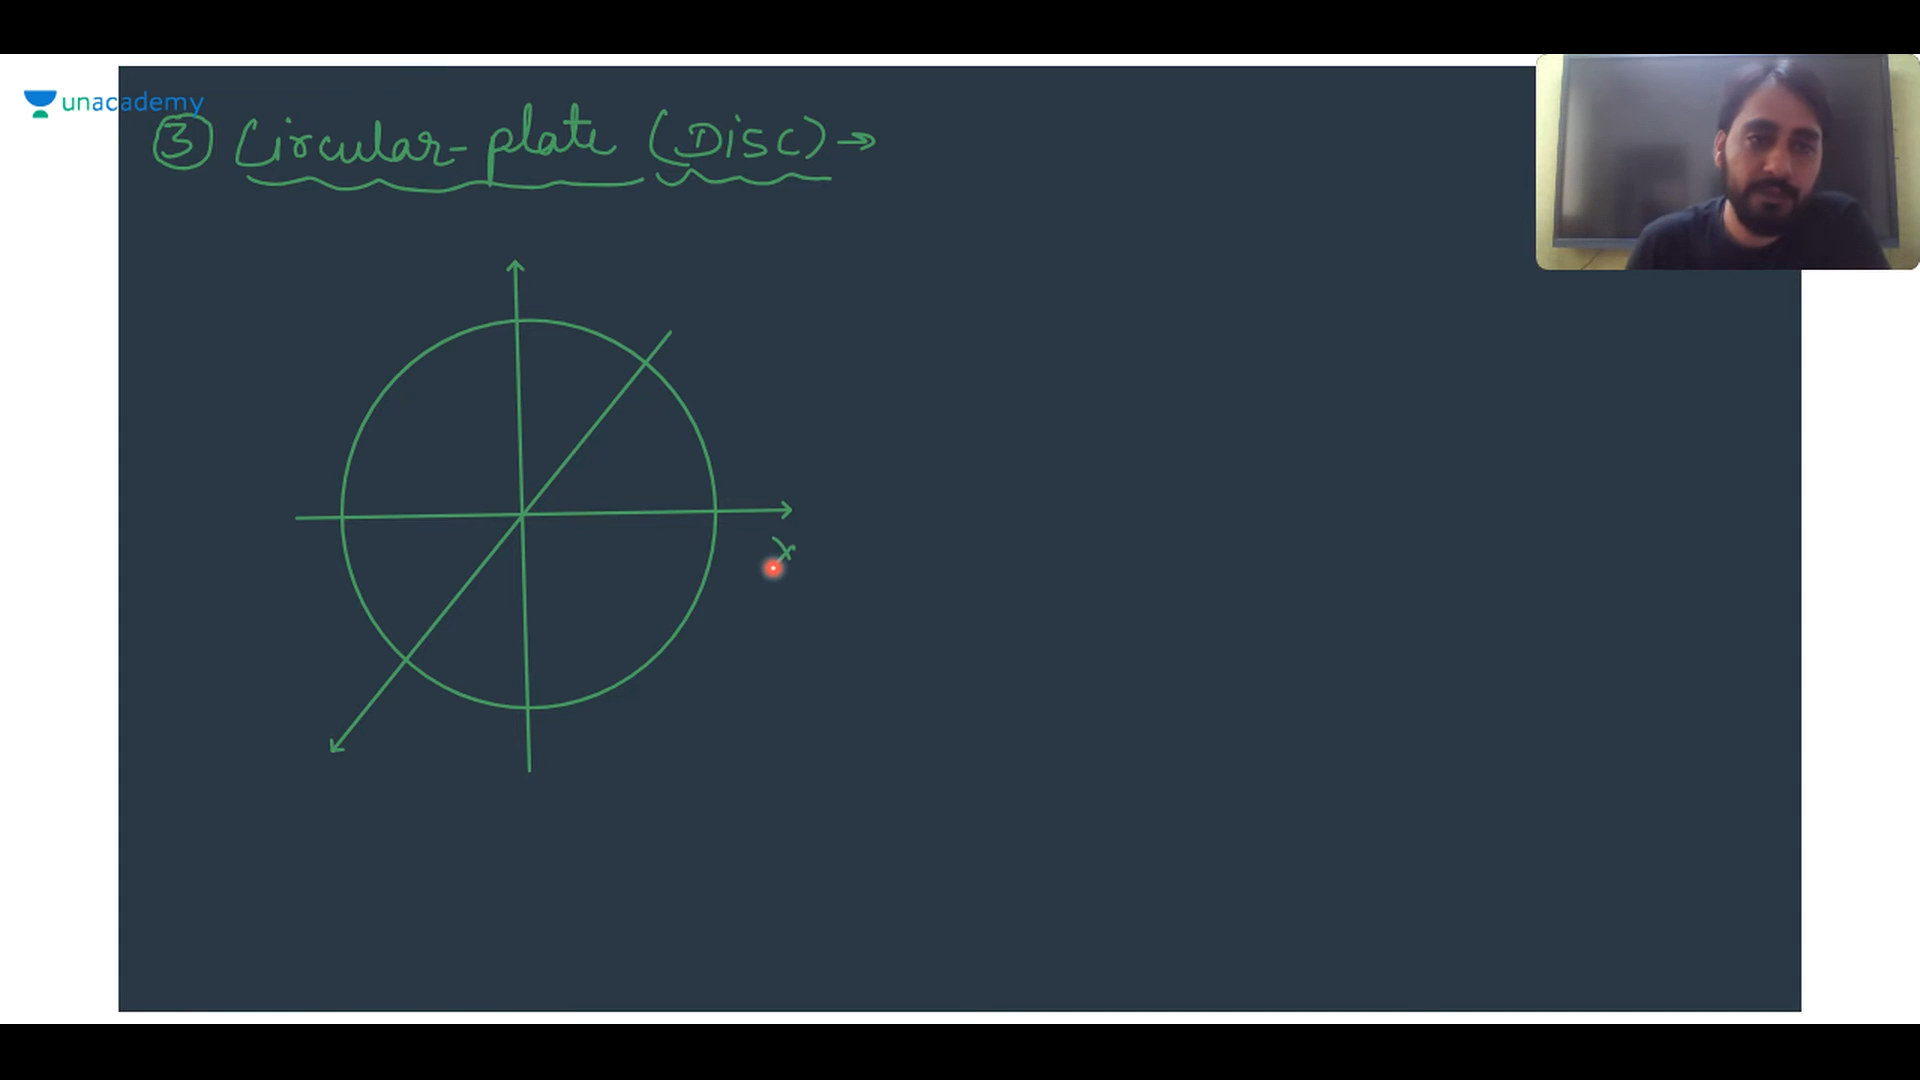 unacademy
③ Circular-plate (Disc) →
x